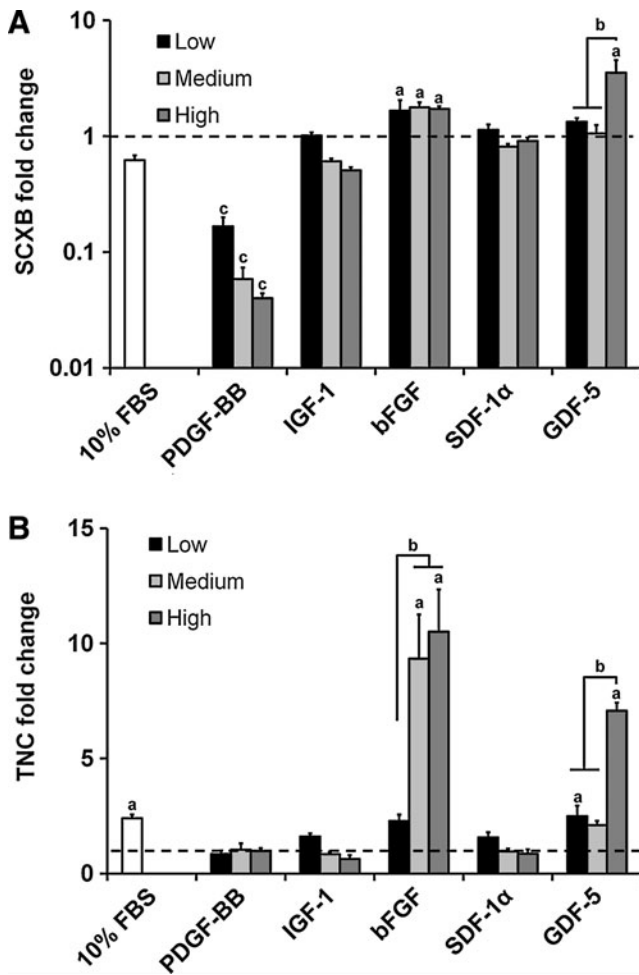 A
SCXB fold change
10
1
0.1
0.01
Low
Medium
High
c
c
c
a
a
a
b
a
10% FBS
PDGF-BB
IGF-1
bFGF
SDF-1α
GDF-5
B
TNC fold change
15
10
5
0
Low
Medium
High
a
b
a
a
b
a
a
10% FBS
PDGF-BB
IGF-1
bFGF
SDF-1α
GDF-5